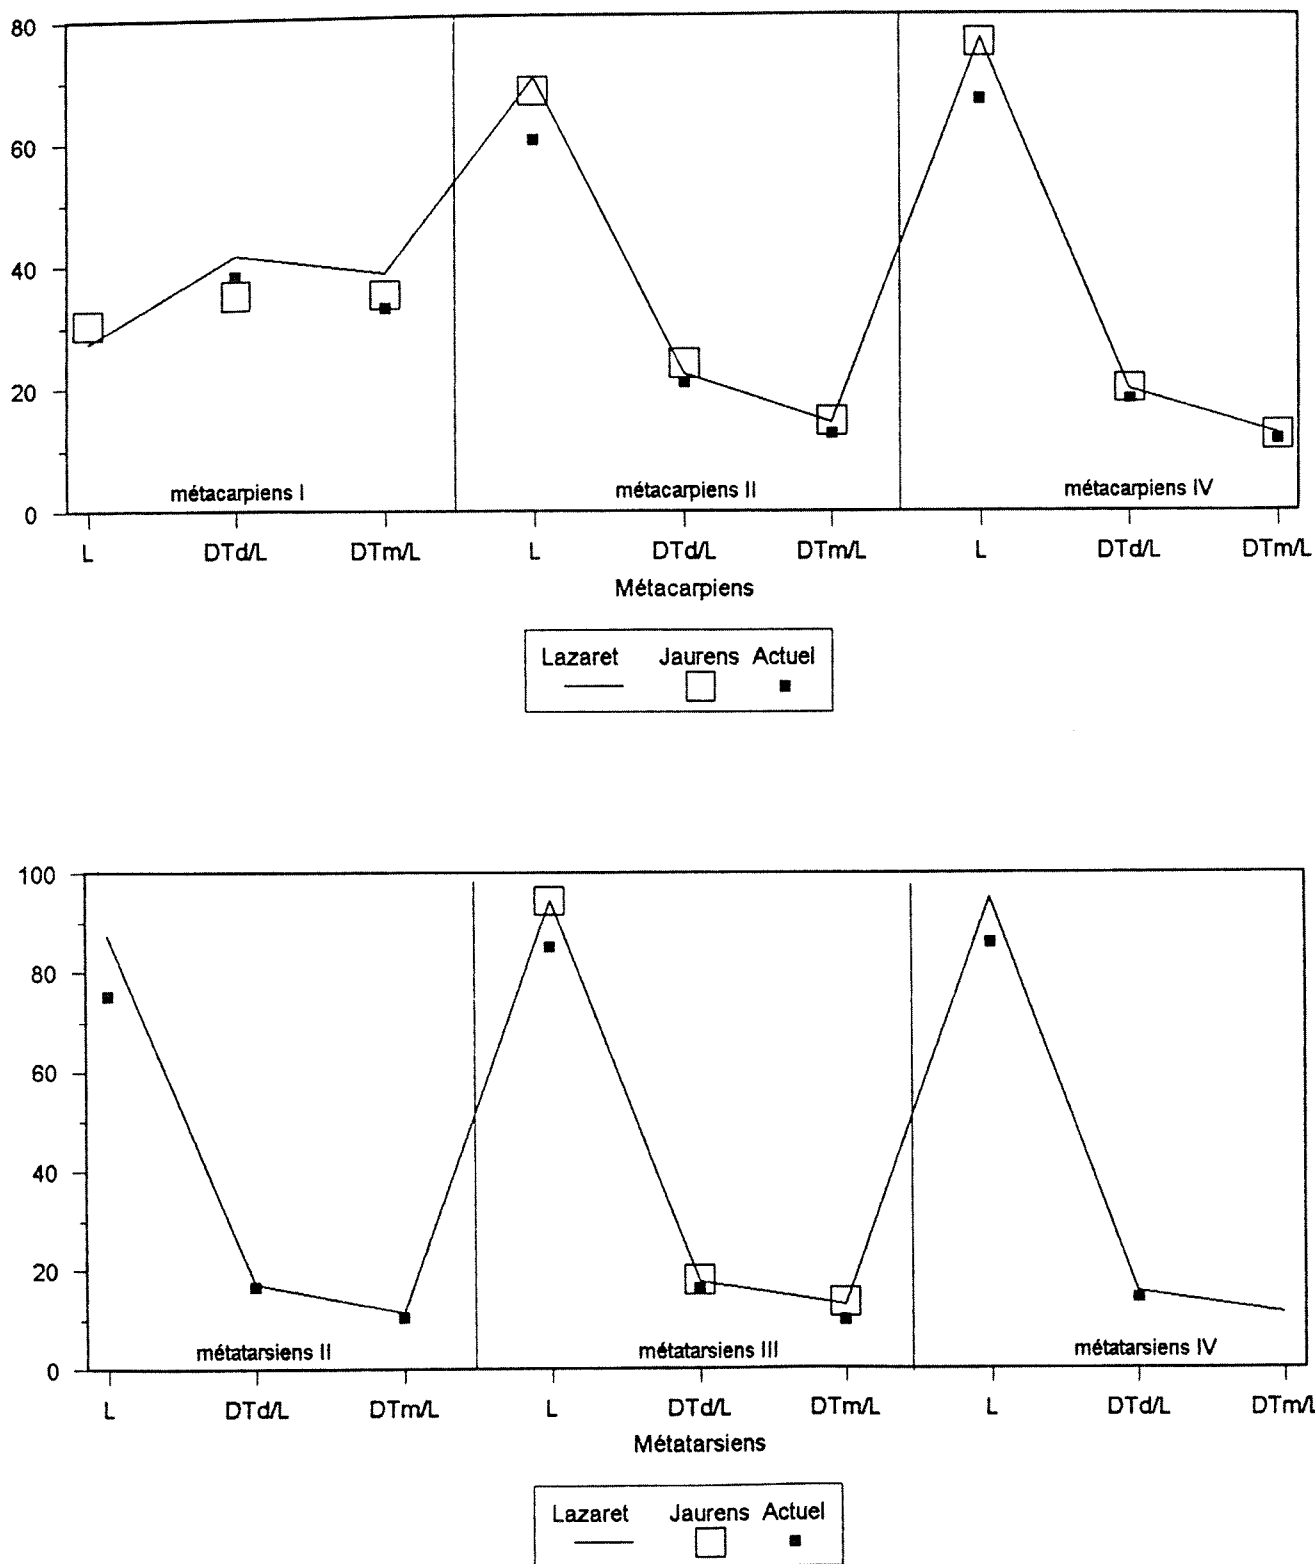 80
60
40
20
0
métacarpiens I
métacarpiens II
métacarpiens IV
L DTd/L DTm/L L DTd/L DTm/L L DTd/L DTm/L
Métacarpiens
Lazaret Jaurens Actuel
100
80
60
40
20
0
métatarsiens II
métatarsiens III
métatarsiens IV
L DTd/L DTm/L L DTd/L DTm/L L DTd/L DTm/L
Métatarsiens
Lazaret Jaurens Actuel